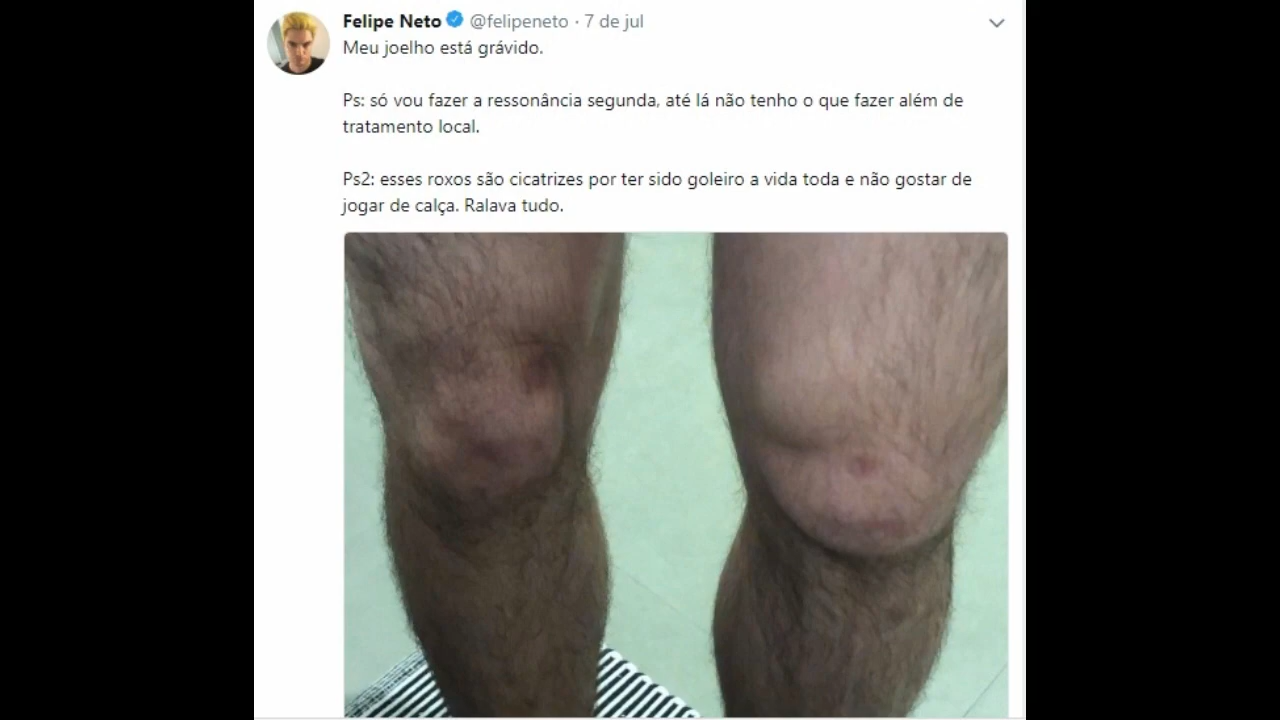 Felipe Neto @felipeneto · 7 de jul
Meu joelho está grávido.
Ps: só vou fazer a ressonância segunda, até lá não tenho o que fazer além de
tratamento local.
Ps2: esses roxos são cicatrizes por ter sido goleiro a vida toda e não gostar de
jogar de calça. Ralava tudo.